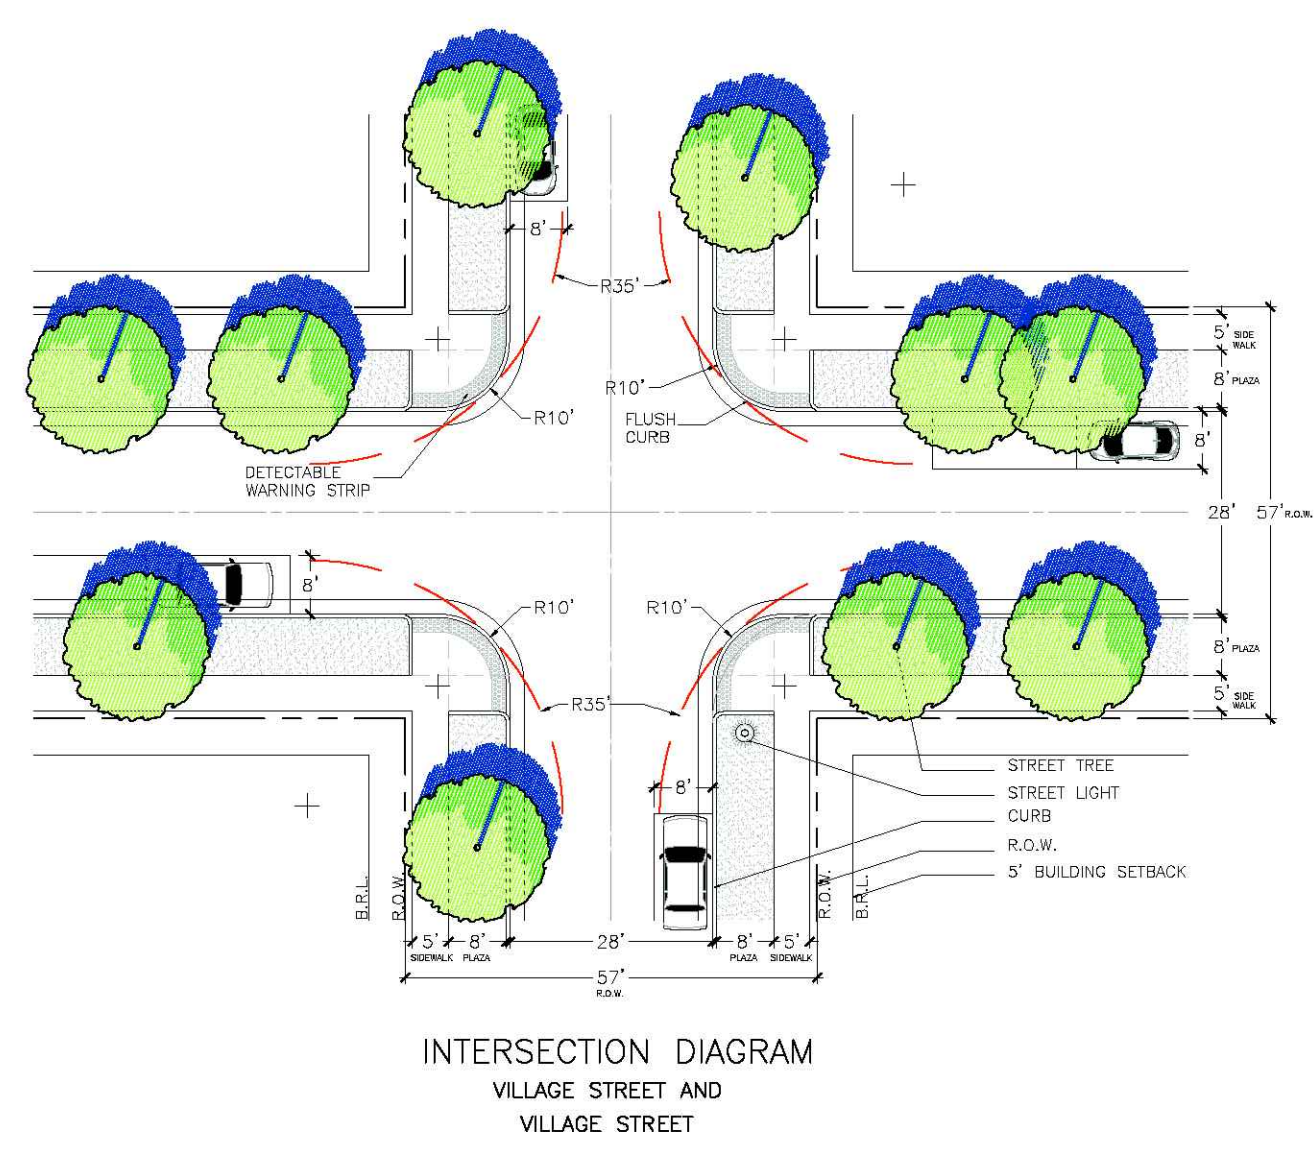 8'
R35'
5' SIDE
WALK
R10'
8' PLAZA
R10'
FLUSH
CURB
8'
DETECTABLE
WARNING STRIP
28'
57' R.O.W.
8'
R10'
R10'
8' PLAZA
5' SIDE
WALK
R35'
STREET TREE
8'
STREET LIGHT
CURB
R.O.W.
5' BUILDING SETBACK
B.R.L.
R.O.W.
R.O.W.
B.R.L.
5' 8' 28' 8' 5'
SIDEWALK PLAZA PLAZA SIDEWALK
57'
R.O.W.
INTERSECTION DIAGRAM
VILLAGE STREET AND
VILLAGE STREET